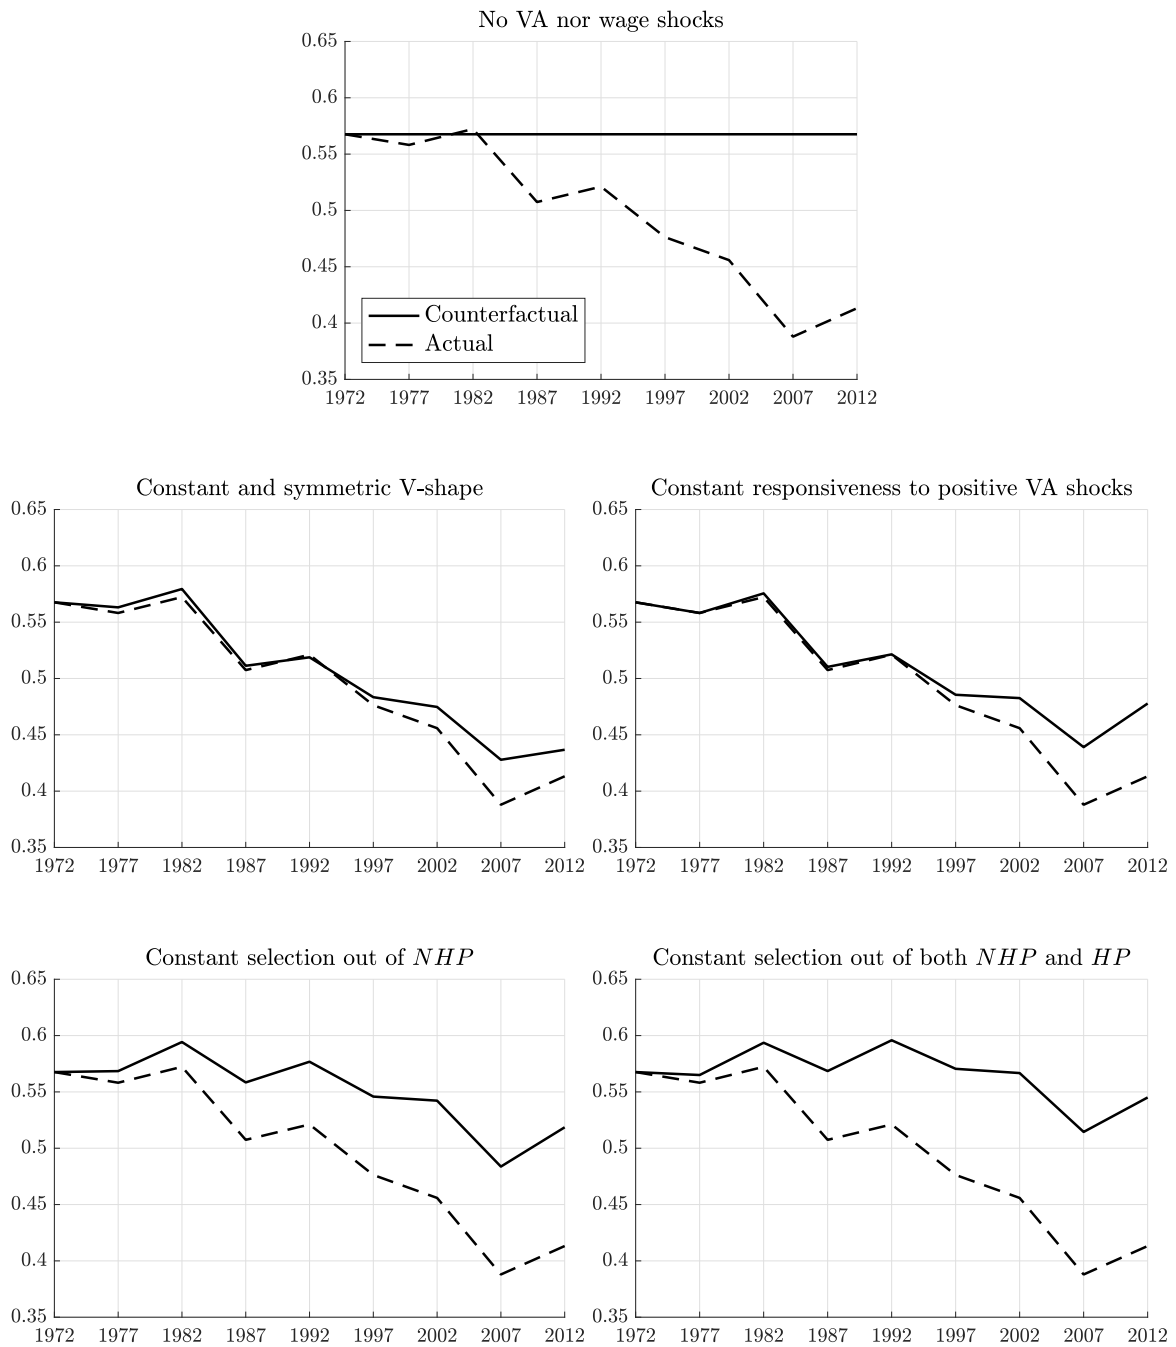 No VA nor wage shocks
0.65
0.6
0.55
0.5
0.45
0.4
0.35
Counterfactual
Actual
1972 1977 1982 1987 1992 1997 2002 2007 2012
Constant and symmetric V-shape
0.65
0.6
0.55
0.5
0.45
0.4
0.35
1972 1977 1982 1987 1992 1997 2002 2007 2012
Constant responsiveness to positive VA shocks
0.65
0.6
0.55
0.5
0.45
0.4
0.35
1972 1977 1982 1987 1992 1997 2002 2007 2012
Constant selection out of NHP
0.65
0.6
0.55
0.5
0.45
0.4
0.35
1972 1977 1982 1987 1992 1997 2002 2007 2012
Constant selection out of both NHP and HP
0.65
0.6
0.55
0.5
0.45
0.4
0.35
1972 1977 1982 1987 1992 1997 2002 2007 2012